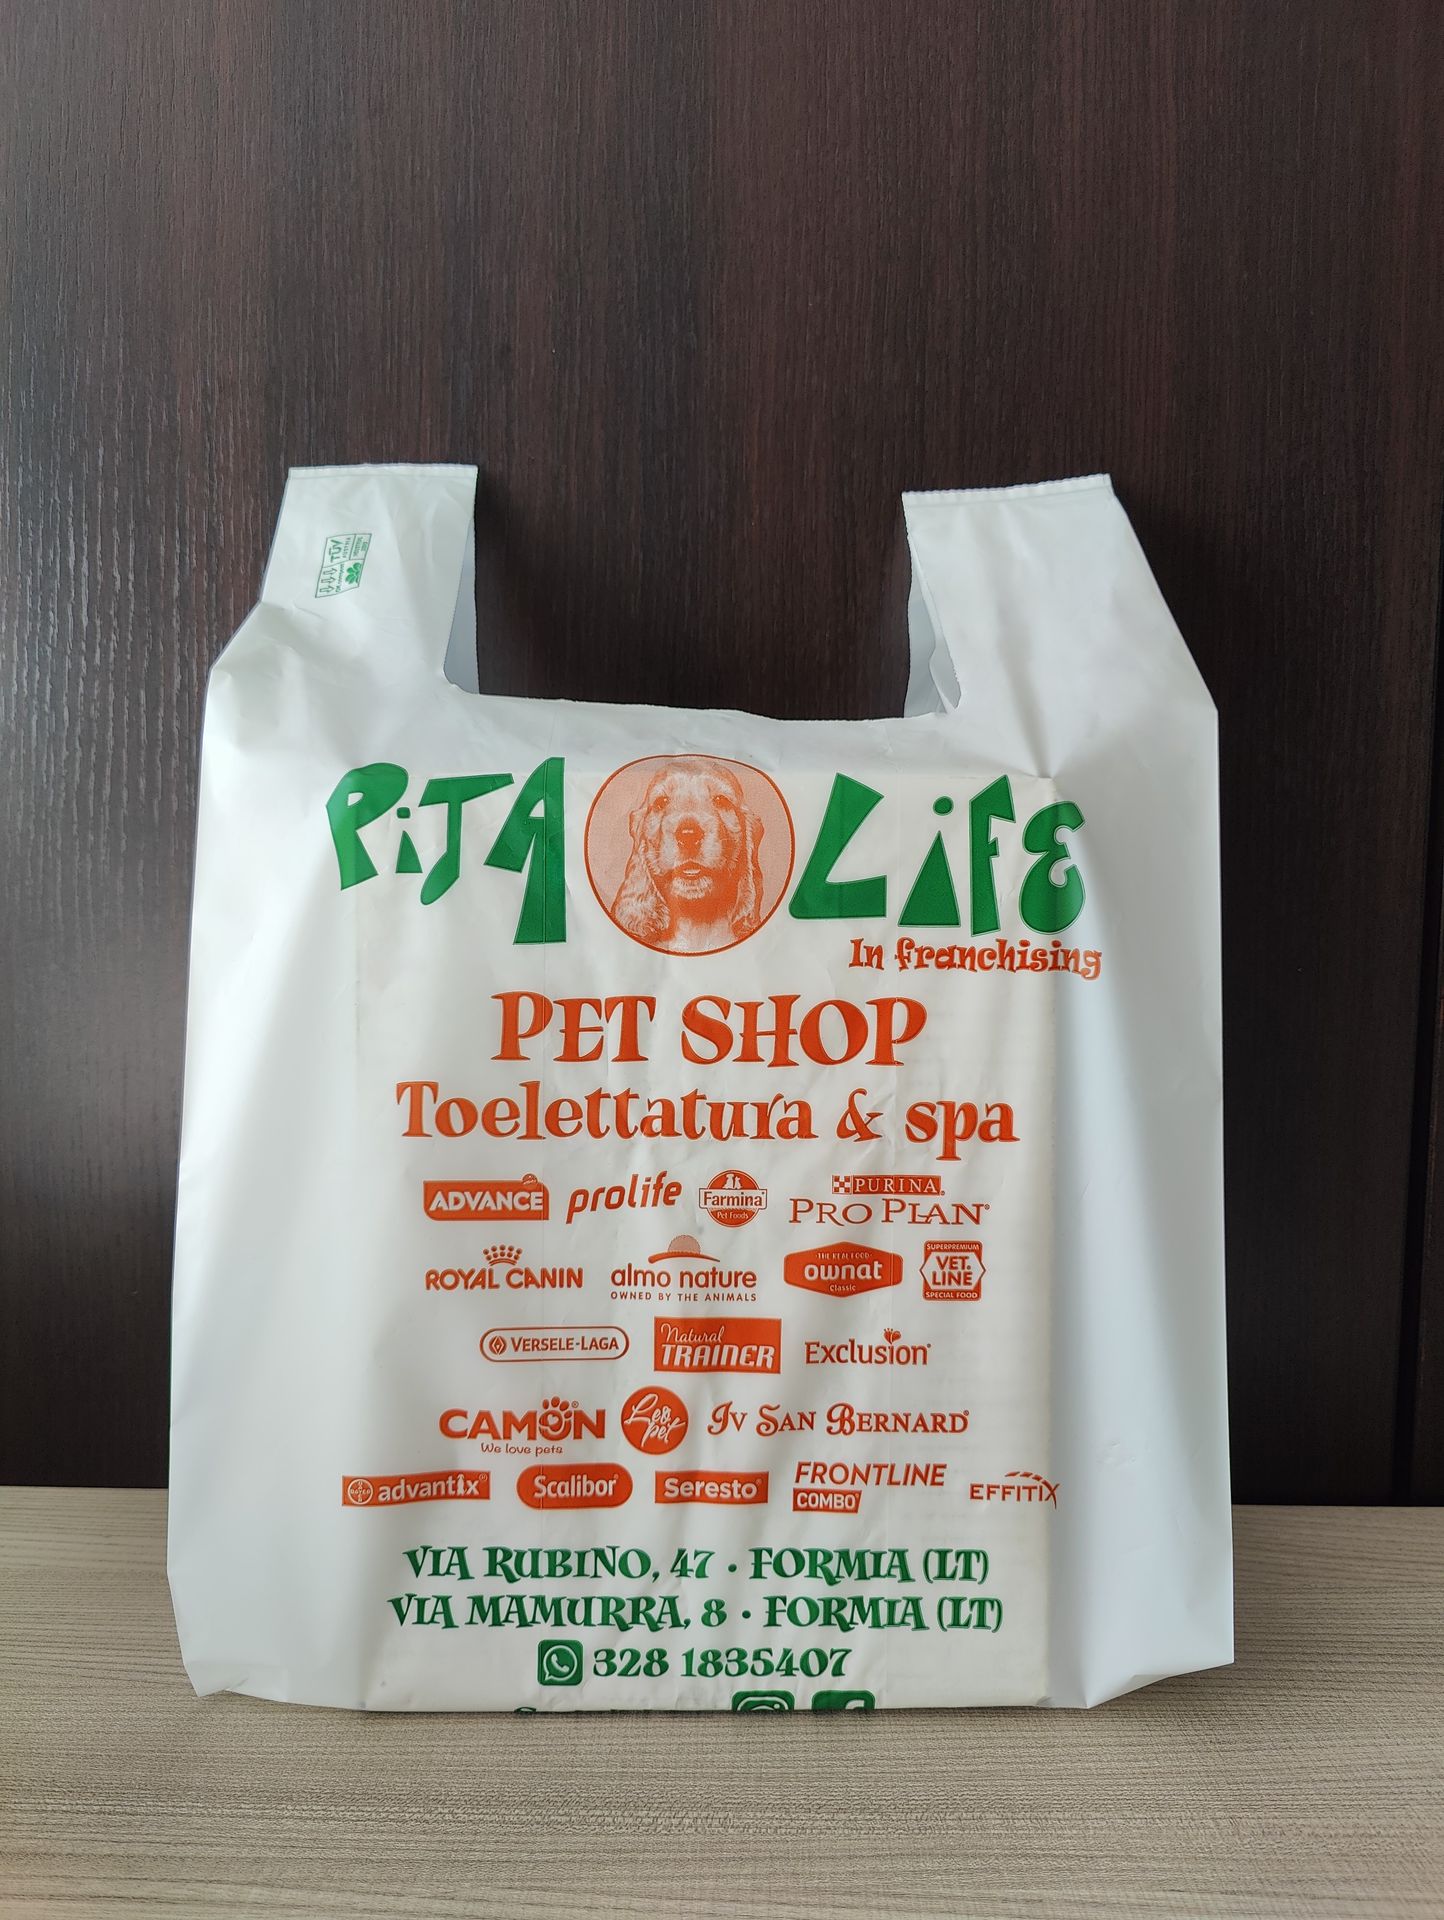 TÜV
PiTA LiFE
In franchising
PET SHOP
Toelettatura & spa
ADVANCE prolife Farmina® Pet Foods PURINA® PRO PLAN®
ROYAL CANIN almo nature OWNED BY THE ANIMALS THE REAL FOOD ownat Classic SUPERPREMIUM VET. LINE SPECIAL FOOD
VERSELE-LAGA Natural TRAINER Exclusion®
CAMON® We love pets Leo pet Iv SAN BERNARD®
BAYER advantix® Scalibor® Seresto® FRONTLINE COMBO® EFFITIX
VIA RUBINO, 47 · FORMIA (LT)
VIA MAMURRA, 8 · FORMIA (LT)
328 1835407